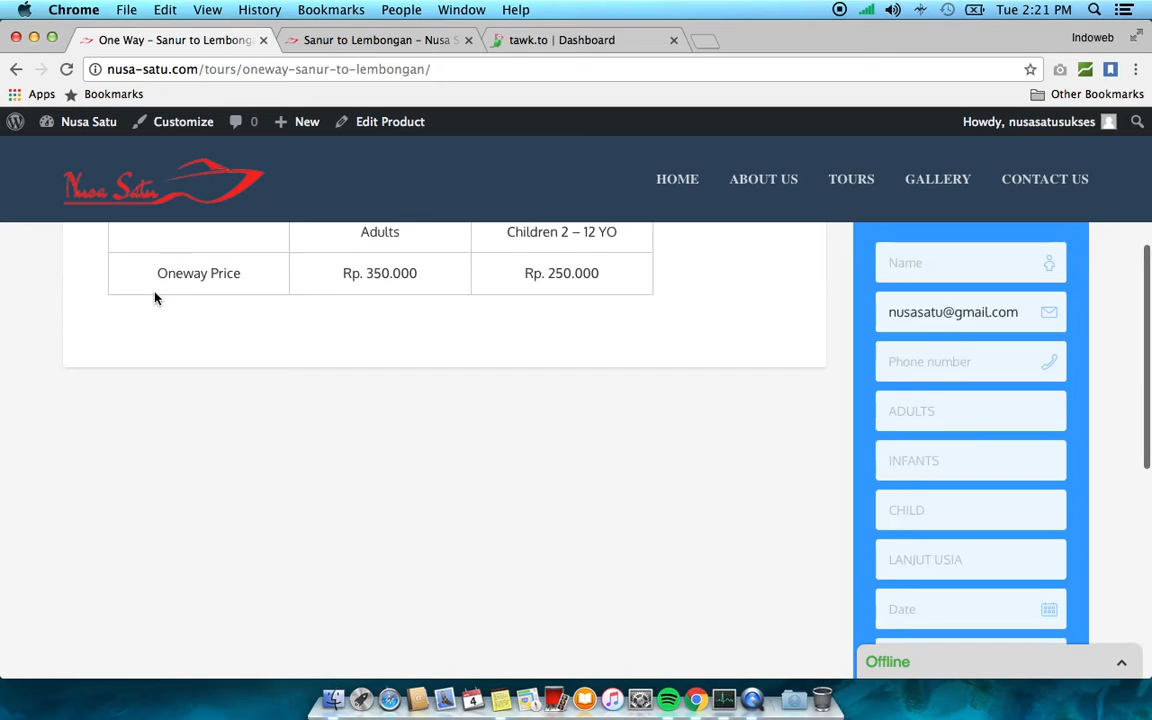 Chrome File Edit View History Bookmarks People Window Help Tue 2:21 PM
One Way – Sanur to Lembong
Sanur to Lembongan – Nusa S
tawk.to | Dashboard
Indoweb
nusa-satu.com/tours/oneway-sanur-to-lembongan/
Apps Bookmarks Other Bookmarks
Nusa Satu Customize 0 New Edit Product Howdy, nusasatusukses
Nusa Satu
HOME ABOUT US TOURS GALLERY CONTACT US
Adults Children 2 – 12 YO
Oneway Price Rp. 350.000 Rp. 250.000
Name
nusasatu@gmail.com
Phone number
ADULTS
INFANTS
CHILD
LANJUT USIA
Date
Offline
4